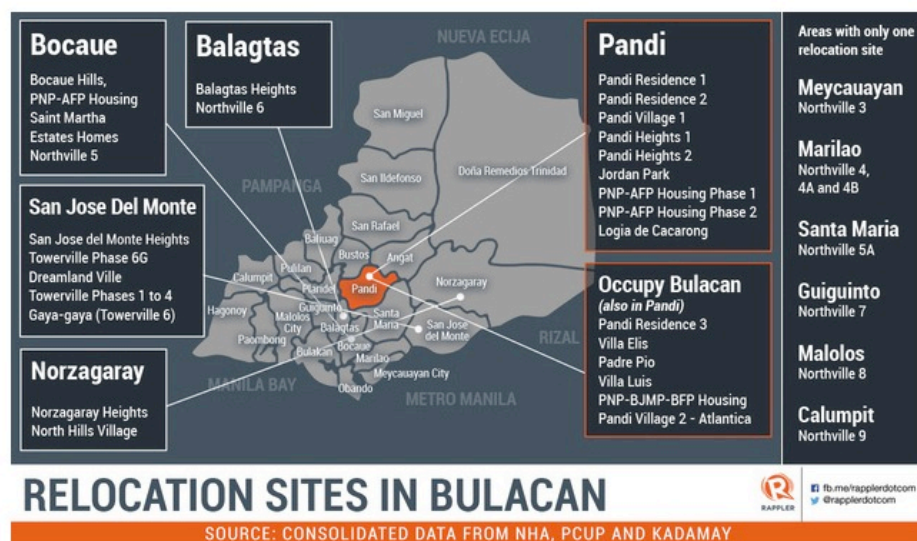 Bocaue
Bocaue Hills,
PNP-AFP Housing
Saint Martha
Estates Homes
Northville 5
Balagtas
Balagtas Heights
Northville 6
San Jose Del Monte
San Jose del Monte Heights
Towerville Phase 6G
Dreamland Ville
Towerville Phases 1 to 4
Gaya-gaya (Towerville 6)
Norzagaray
Norzagaray Heights
North Hills Village
NUEVA ECIJA
San Miguel
PAMPANGA
San Ildefonso
Doña Remedios Trinidad
San Rafael
Baliuag
Bustos
Angat
Pulilan
Calumpit
Plaridel
Pandi
Norzagaray
Hagonoy
Guiguinto
Malolos
City
Santa
Maria
Paombong
Balagtas
San Jose
del Monte
RIZAL
Bulakan
Bocaue
Marilao
MANILA BAY
Meycauayan City
Obando
METRO MANILA
Pandi
Pandi Residence 1
Pandi Residence 2
Pandi Village 1
Pandi Heights 1
Pandi Heights 2
Jordan Park
PNP-AFP Housing Phase 1
PNP-AFP Housing Phase 2
Logia de Cacarong
Occupy Bulacan
(also in Pandi)
Pandi Residence 3
Villa Elis
Padre Pio
Villa Luis
PNP-BJMP-BFP Housing
Pandi Village 2 - Atlantica
Areas with only one
relocation site
Meycauayan
Northville 3
Marilao
Northville 4,
4A and 4B
Santa Maria
Northville 5A
Guiguinto
Northville 7
Malolos
Northville 8
Calumpit
Northville 9
RELOCATION SITES IN BULACAN
RAPPLER
fb.me/rapplerdotcom
@rapplerdotcom
SOURCE: CONSOLIDATED DATA FROM NHA, PCUP AND KADAMAY